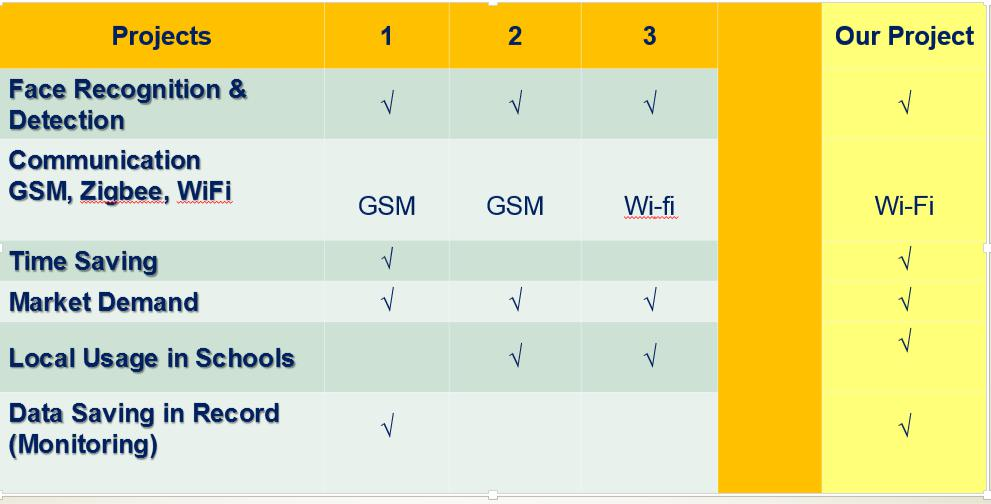 Projects 1 2 3 Our Project
Face Recognition &
Detection √ √ √ √
Communication
GSM, Zigbee, WiFi
GSM GSM Wi-fi Wi-Fi
Time Saving √ √
Market Demand √ √ √ √
Local Usage in Schools √ √ √
Data Saving in Record
(Monitoring) √ √